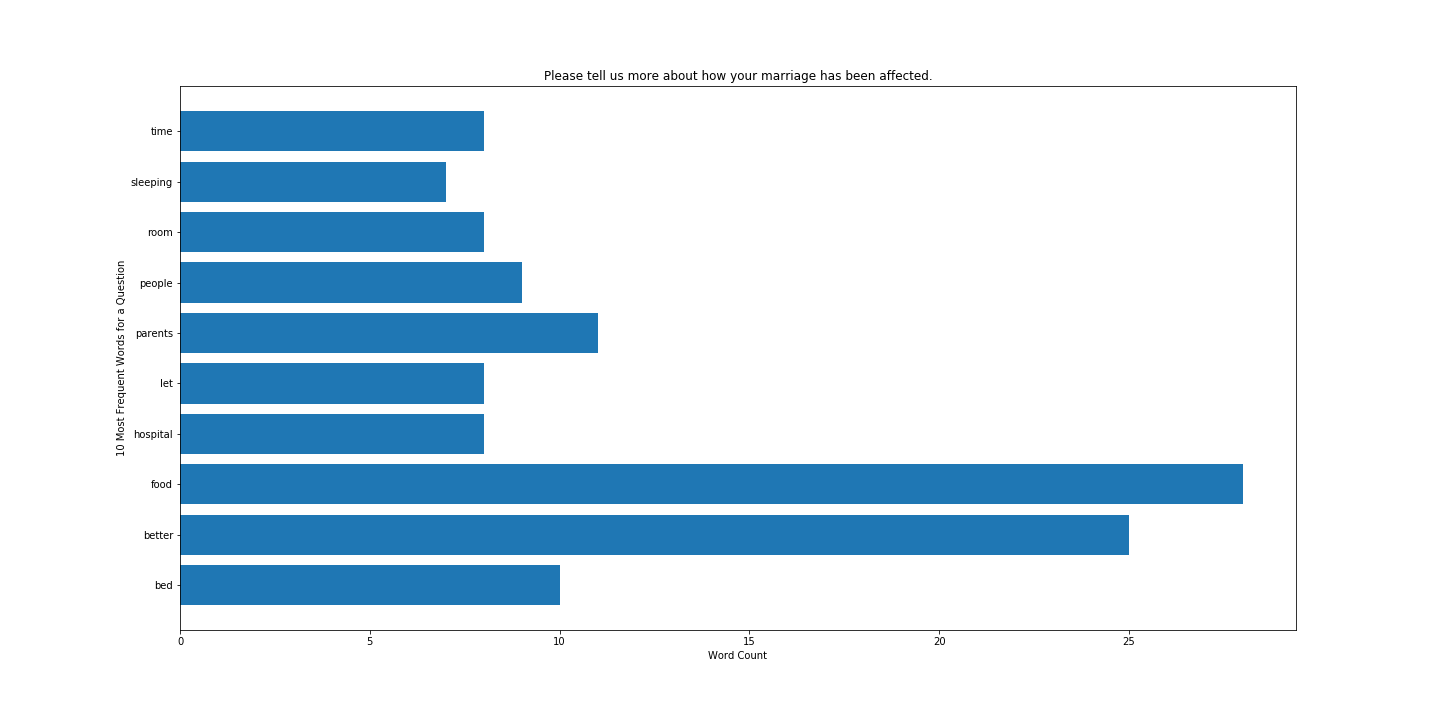 Please tell us more about how your marriage has been affected.
10 Most Frequent Words for a Question
time
sleeping
room
people
parents
let
hospital
food
better
bed
0 5 10 15 20 25
Word Count